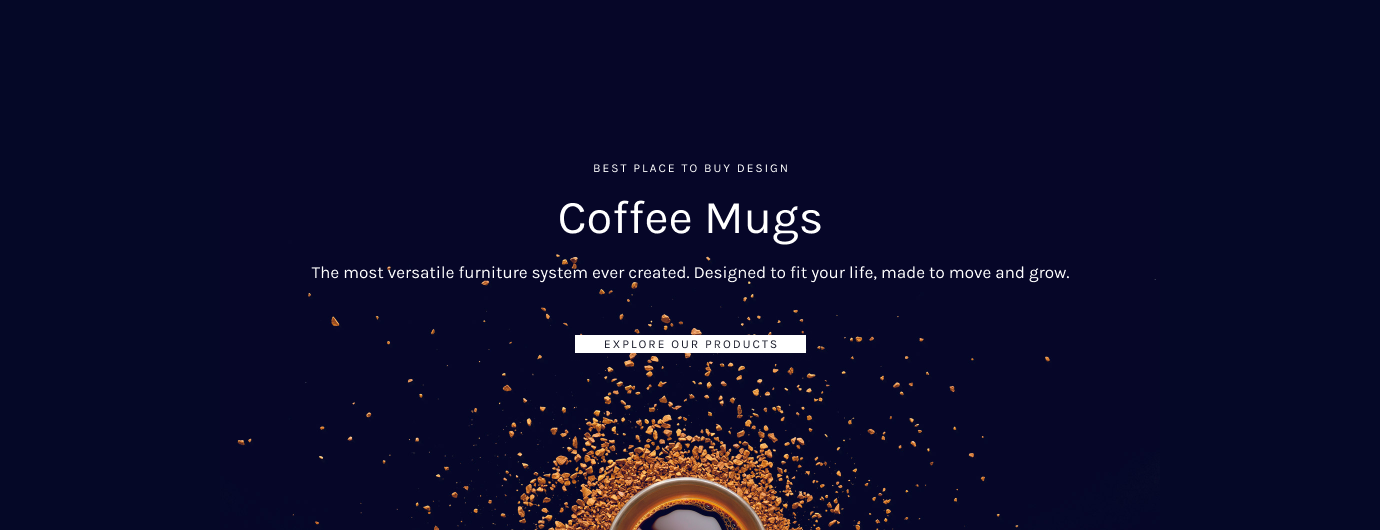 BEST PLACE TO BUY DESIGN
Coffee Mugs
The most versatile furniture system ever created. Designed to fit your life, made to move and grow.
EXPLORE OUR PRODUCTS